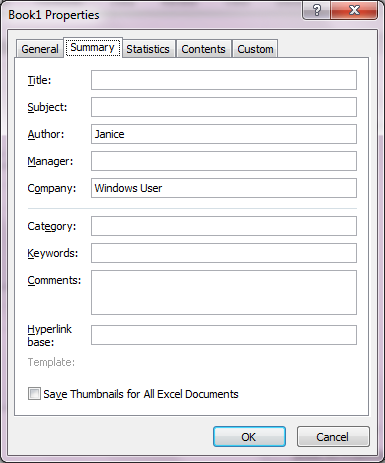 Book1 Properties
General Summary Statistics Contents Custom
Title:
Subject:
Author: Janice
Manager:
Company: Windows User
Category:
Keywords:
Comments:
Hyperlink
base:
Template:
Save Thumbnails for All Excel Documents
OK Cancel